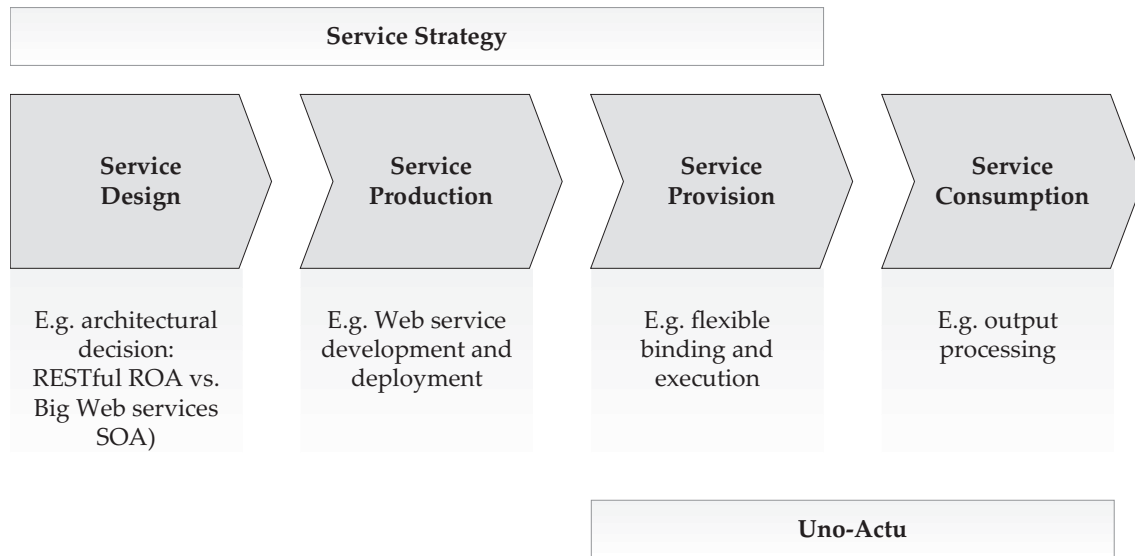 Service Strategy
Service
Design
Service
Production
Service
Provision
Service
Consumption
E.g. architectural
decision:
RESTful ROA vs.
Big Web services
SOA)
E.g. Web service
development and
deployment
E.g. flexible
binding and
execution
E.g. output
processing
Uno-Actu